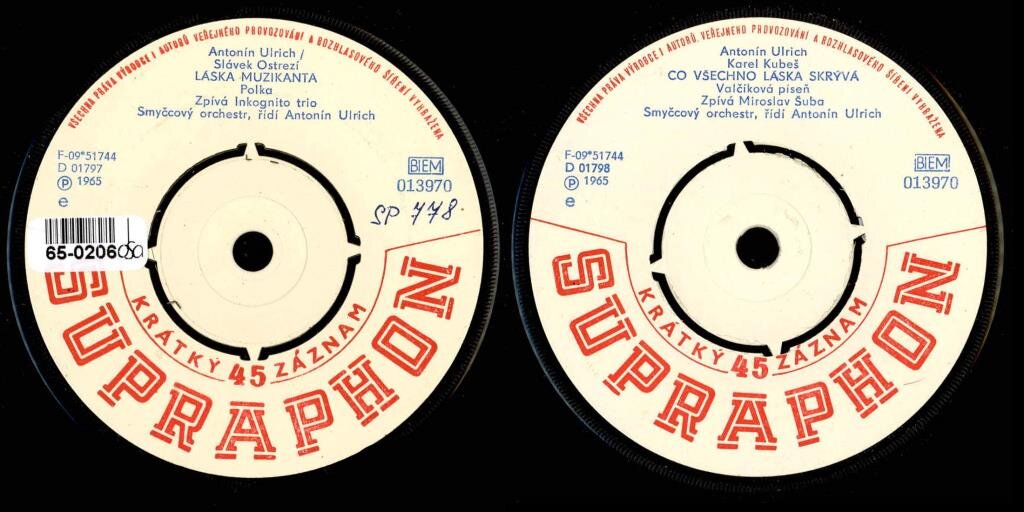 VŠECHNA PRÁVA VÝROBCE I AUTORŮ VEŘEJNÉHO PROVOZOVÁNÍ A ROZHLASOVÉHO ŠÍŘENÍ VYHRAŽENA
Antonín Ulrich /
Slávek Ostrezí
LÁSKA MUZIKANTA
Polka
Zpívá Inkognito trio
Smyčcový orchestr, řídí Antonín Ulrich
F-09*51744
D 01797
Ⓟ 1965
e
BIEM
013970
SP 778.
65-0206 08a
KRÁTKÝ 45 ZÁZNAM
SUPRAPHON
VŠECHNA PRÁVA VÝROBCE I AUTORŮ. VEŘEJNÉHO PROVOZOVÁNÍ A ROZHLASOVÉHO ŠÍŘENÍ VYHRAŽENA
Antonín Ulrich
Karel Kubeš
CO VŠECHNO LÁSKA SKRÝVÁ
Valčíková píseň
Zpívá Miroslav Šuba
Smyčcový orchestr, řídí Antonín Ulrich
F-09*51744
D 01798
Ⓟ 1965
e
BIEM
013970
KRÁTKÝ 45 ZÁZNAM
SUPRAPHON